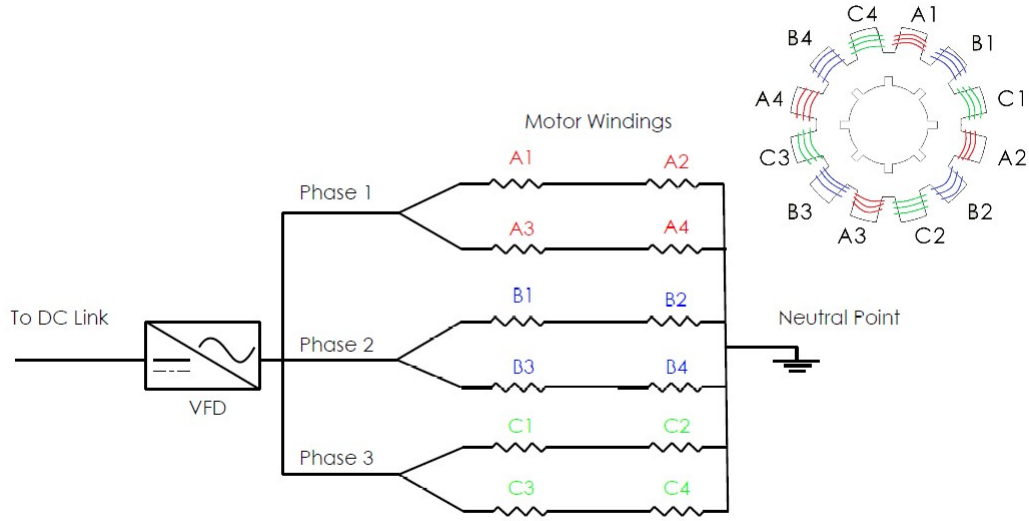 C4 A1
B4 B1
A4 C1
C3 A2
B3 B2
A3 C2
Motor Windings
A1 A2
Phase 1
A3 A4
B1 B2
To DC Link
Neutral Point
Phase 2
B3 B4
VFD
C1 C2
Phase 3
C3 C4